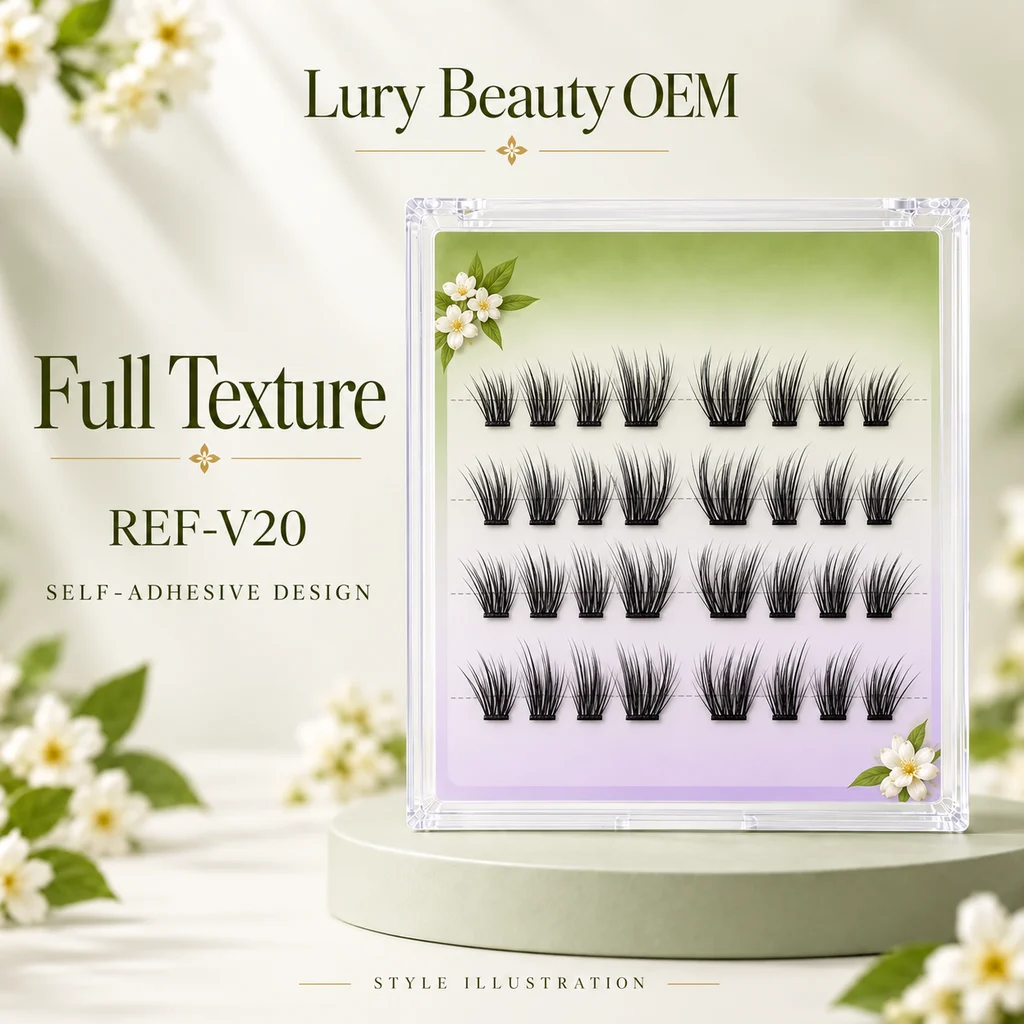 Lury Beauty OEM
Full Texture
REF-V20
SELF-ADHESIVE DESIGN
STYLE ILLUSTRATION